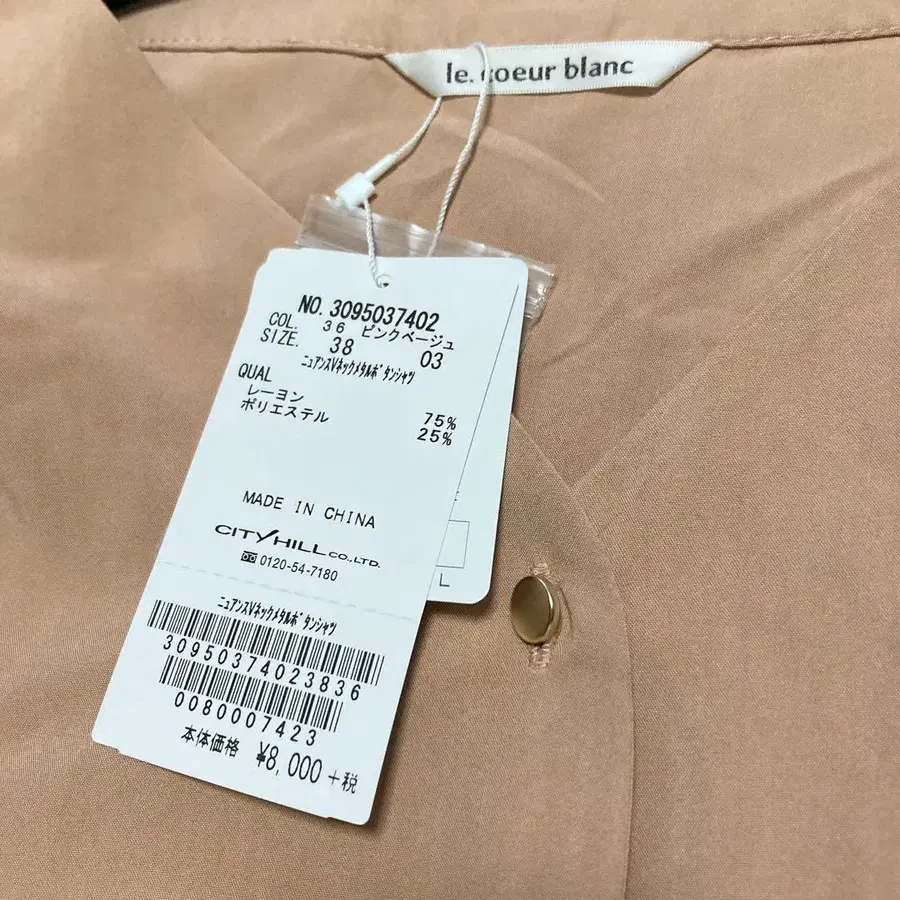 le. coeur blanc
NO. 3095037402
COL. 36 ピンクベージュ
SIZE. 38 03
ニュアンスVネックメタルボタンシャツ
QUAL
レーヨン 75%
ポリエステル 25%
MADE IN CHINA
CITY HILL CO.,LTD.
0120-54-7180
L
ニュアンスVネックメタルボタンシャツ
30950374023836
0080007423
本体価格 ¥8,000 +税